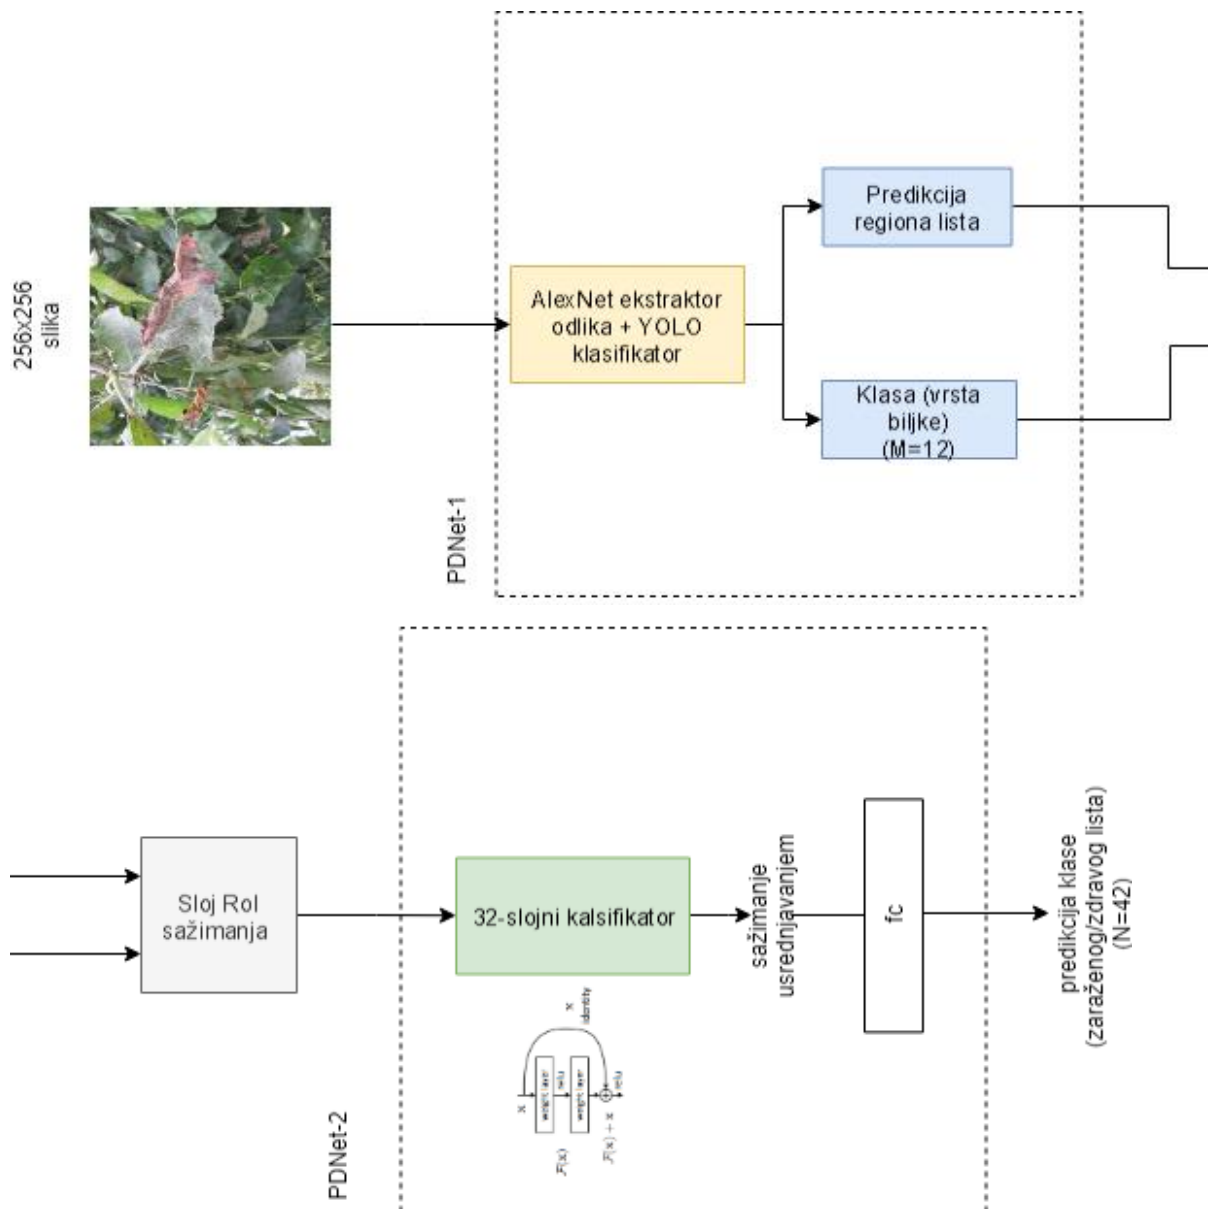 256x256
slika
AlexNet ekstraktor
odlika + YOLO
klasifikator
Predikcija
regiona lista
Klasa (vrsta
biljke)
(M=12)
PDNet-1
Sloj RoI
sažimanja
32-slojni kalsifikator
sažimanje
usrednjavanjem
fc
predikcija klase
(zaraženog/zdravog lista)
(N=42)
x
weight layer
relu
weight layer
relu
x
identity
F(x)
F(x) + x
PDNet-2